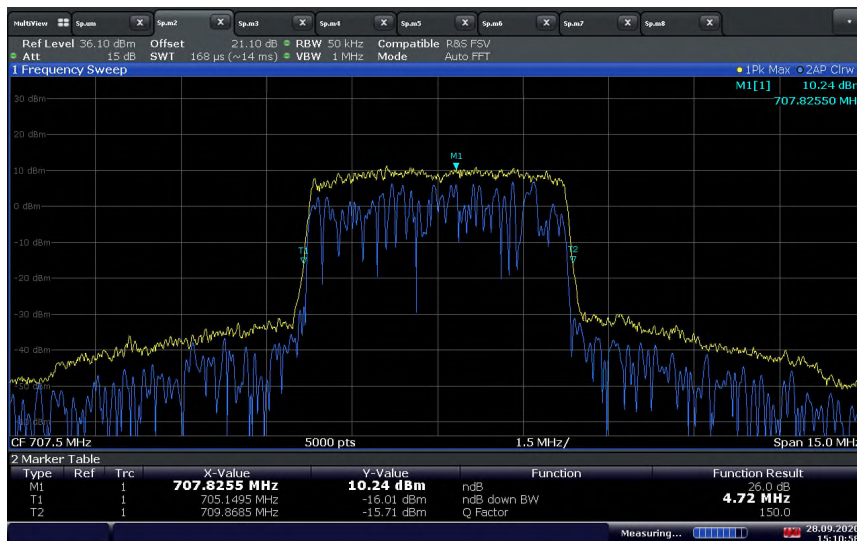 MultiView Sp.um X Sp.m2 X Sp.m3 X Sp.m4 X Sp.m5 X Sp.m6 X Sp.m7 X Sp.m8 X
Ref Level 36.10 dBm Offset 21.10 dB RBW 50 kHz Compatible R&S FSV
Att 15 dB SWT 168 µs (~14 ms) VBW 1 MHz Mode Auto FFT
1 Frequency Sweep 1Pk Max 2AP Clrw
M1[1] 10.24 dBm
707.82550 MH
30 dBm
20 dBm
M1
10 dBm
0 dBm
-10 dBm
T1 T2
-20 dBm
-30 dBm
-40 dBm
-50 dBm
CF 707.5 MHz 5000 pts 1.5 MHz/ Span 15.0 MHz
2 Marker Table
Type Ref Trc X-Value Y-Value Function Function Result
M1 1 707.8255 MHz 10.24 dBm ndB 26.0 dB
T1 1 705.1495 MHz -16.01 dBm ndB down BW 4.72 MHz
T2 1 709.8685 MHz -15.71 dBm Q Factor 150.0
Measuring... 28.09.2020
15:10:58